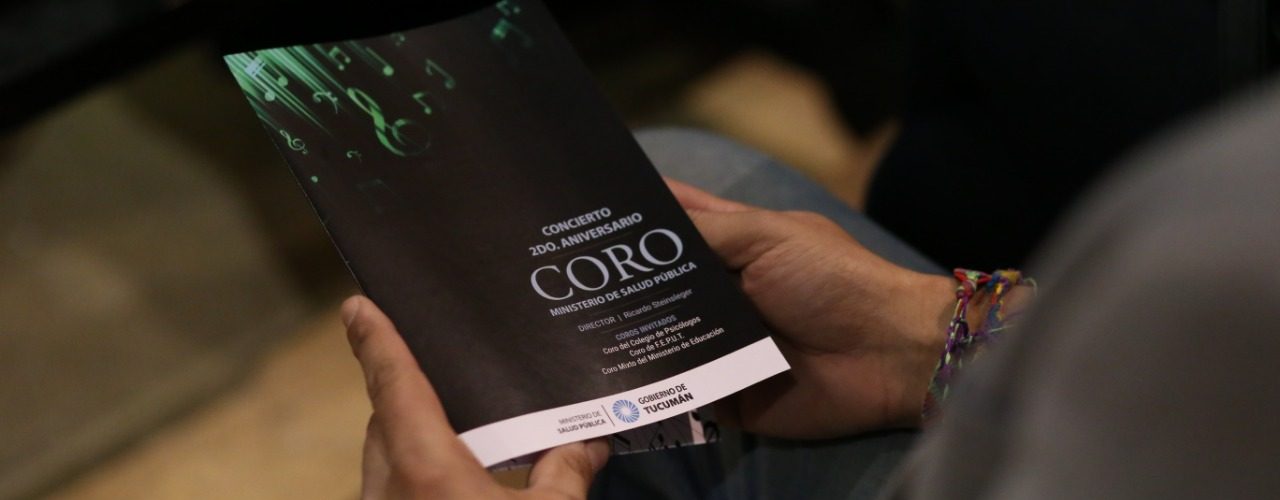 CONCIERTO
2DO. ANIVERSARIO
CORO
MINISTERIO DE SALUD PÚBLICA
DIRECTOR | Ricardo Steinsleger
COROS INVITADOS
Coro del Colegio de Psicólogos
Coro de F.E.P.U.T.
Coro Mixto del Ministerio de Educación
MINISTERIO DE
SALUD PÚBLICA
GOBIERNO DE
TUCUMÁN